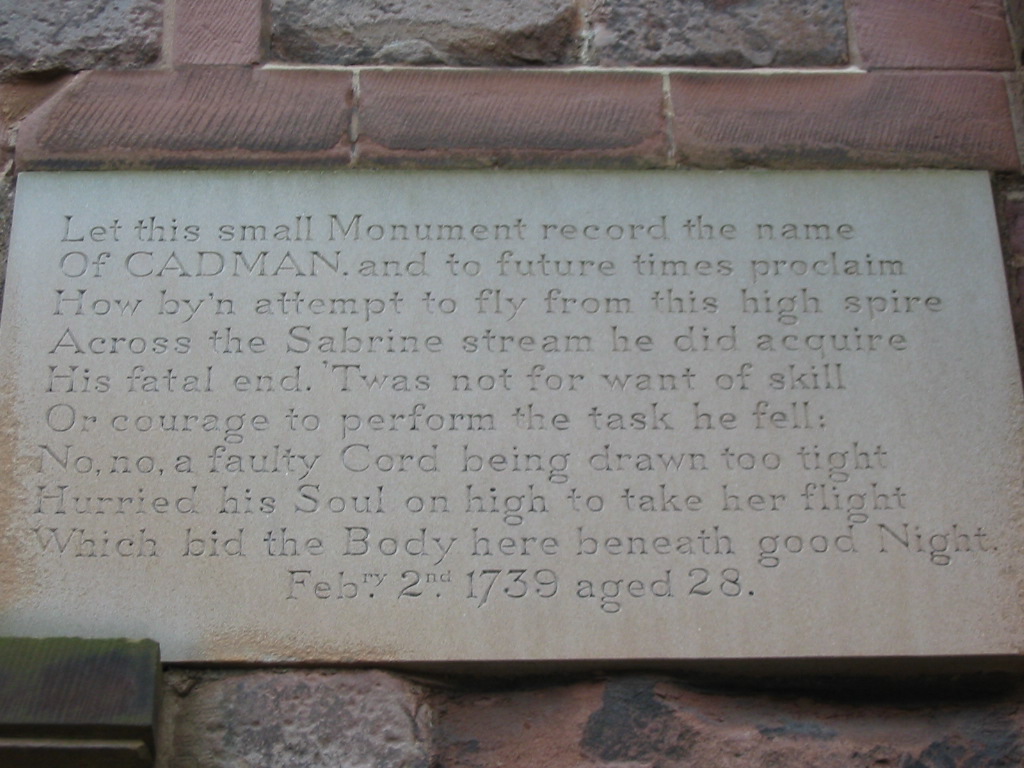 Let this small Monument record the name
Of CADMAN. and to future times proclaim
How by'n attempt to fly from this high spire
Across the Sabrine stream he did acquire
His fatal end. 'Twas not for want of skill
Or courage to perform the task he fell:
No, no, a faulty Cord being drawn too tight
Hurried his Soul on high to take her flight
Which bid the Body here beneath good Night.
Febʳʸ. 2ⁿᵈ. 1739 aged 28.